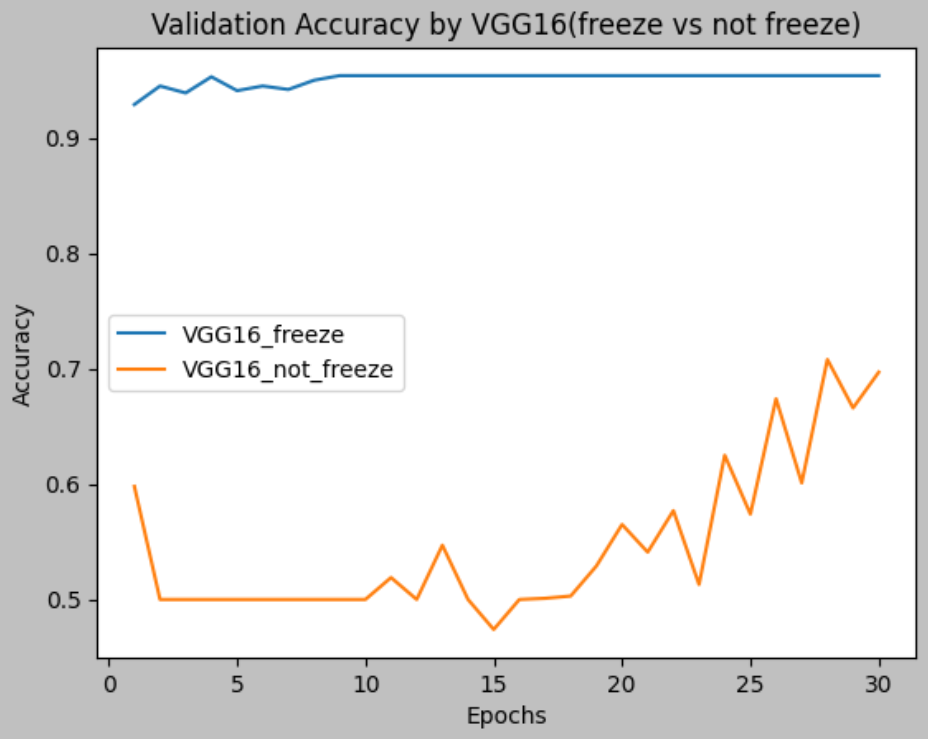 Validation Accuracy by VGG16(freeze vs not freeze)
0.9
0.8
0.7
0.6
0.5
Accuracy
VGG16_freeze
VGG16_not_freeze
0 5 10 15 20 25 30
Epochs